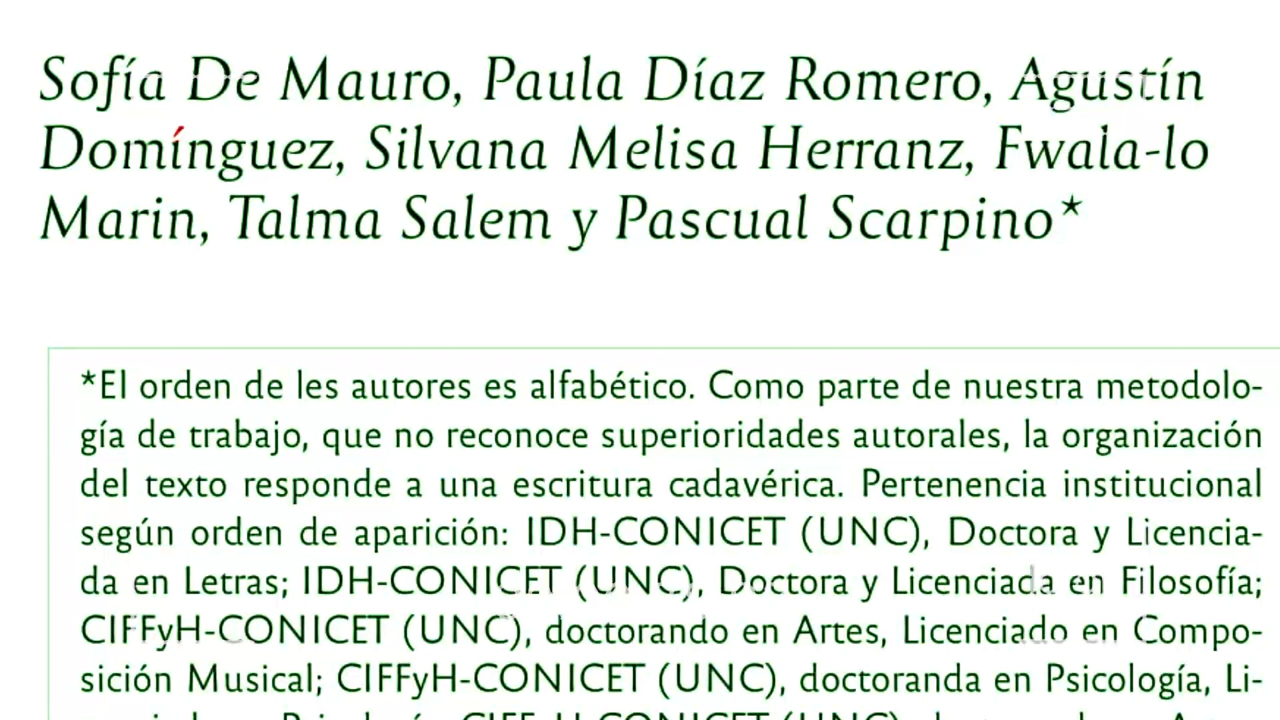 Sofía De Mauro, Paula Díaz Romero, Agustín
Domínguez, Silvana Melisa Herranz, Fwala-lo
Marin, Talma Salem y Pascual Scarpino*
*El orden de les autores es alfabético. Como parte de nuestra metodolo-
gía de trabajo, que no reconoce superioridades autorales, la organización
del texto responde a una escritura cadavérica. Pertenencia institucional
según orden de aparición: IDH-CONICET (UNC), Doctora y Licencia-
da en Letras; IDH-CONICET (UNC), Doctora y Licenciada en Filosofía;
CIFFyH-CONICET (UNC), doctorando en Artes, Licenciado en Compo-
sición Musical; CIFFyH-CONICET (UNC), doctoranda en Psicología, Li-